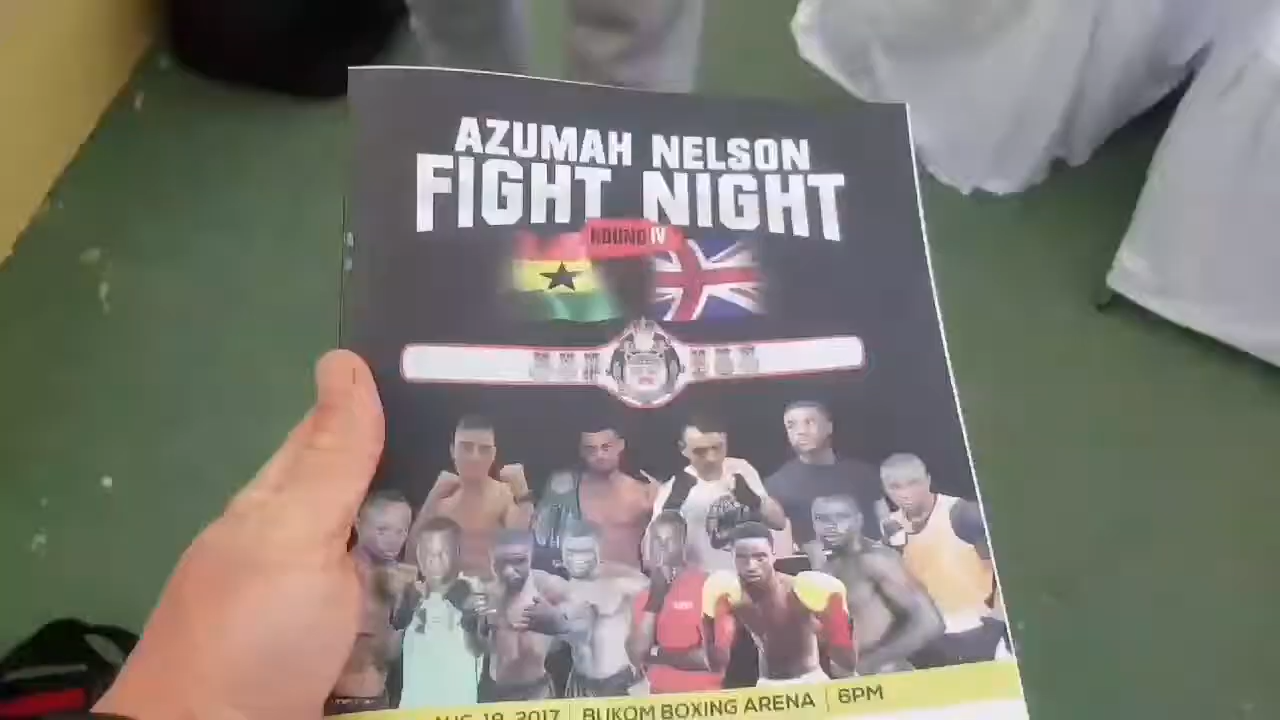 AZUMAH NELSON
FIGHT NIGHT
ROUND IV
AUG. 19, 2017 | BUKOM BOXING ARENA | 6PM